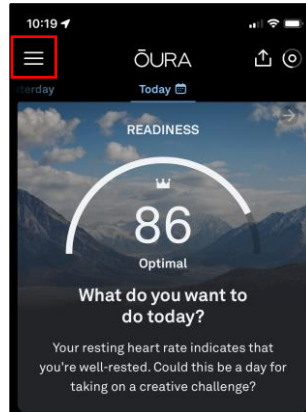 10:19
ŌURA
terday
Today
READINESS
86
Optimal
What do you want to
do today?
Your resting heart rate indicates that
you're well-rested. Could this be a day for
taking on a creative challenge?